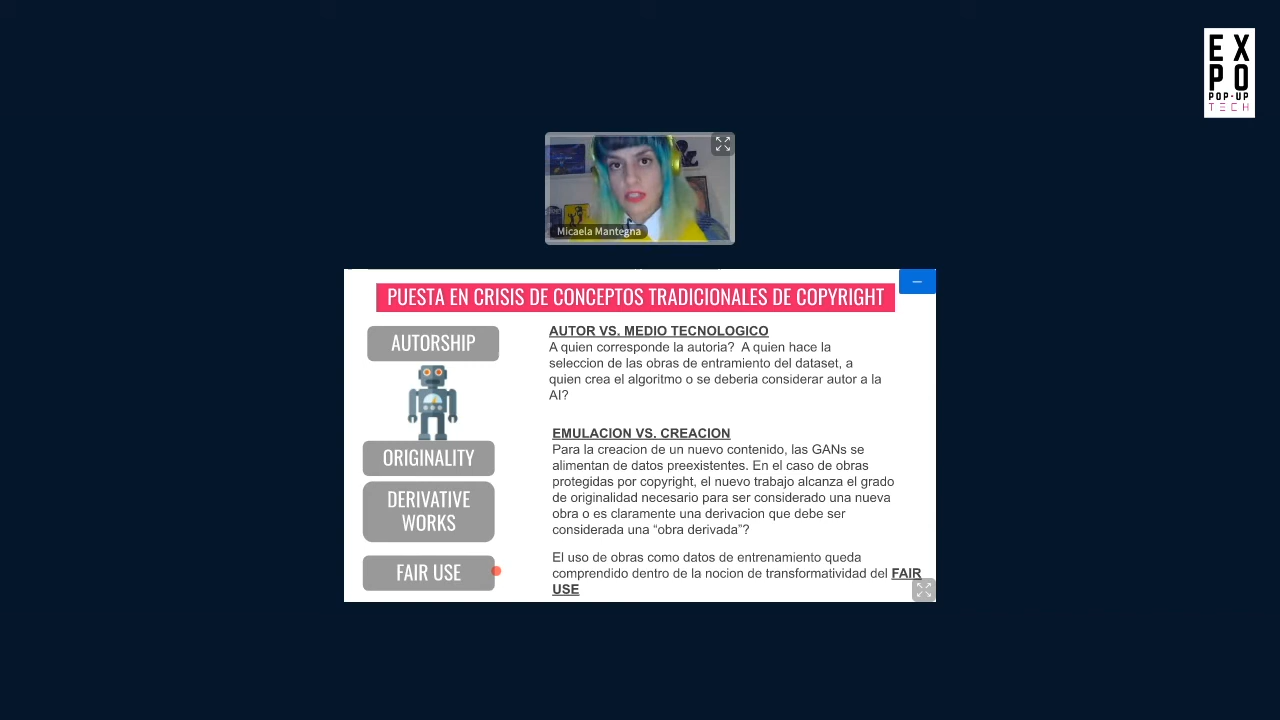 EX
PO
POP-UP
TECH
Micaela Mantegna
PUESTA EN CRISIS DE CONCEPTOS TRADICIONALES DE COPYRIGHT
AUTORSHIP
AUTOR VS. MEDIO TECNOLOGICO
A quien corresponde la autoria? A quien hace la
seleccion de las obras de entramiento del dataset, a
quien crea el algoritmo o se deberia considerar autor a la
AI?
ORIGINALITY
DERIVATIVE
WORKS
EMULACION VS. CREACION
Para la creacion de un nuevo contenido, las GANs se
alimentan de datos preexistentes. En el caso de obras
protegidas por copyright, el nuevo trabajo alcanza el grado
de originalidad necesario para ser considerado una nueva
obra o es claramente una derivacion que debe ser
considerada una “obra derivada”?
FAIR USE
El uso de obras como datos de entrenamiento queda
comprendido dentro de la nocion de transformatividad del FAIR
USE